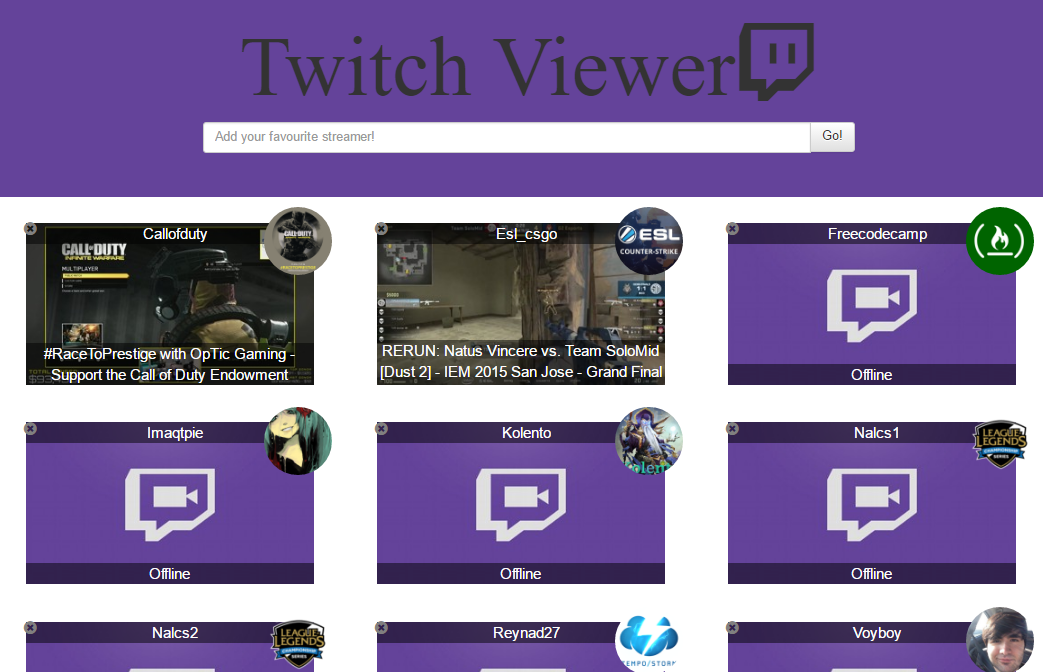 Twitch Viewer
Add your favourite streamer!
Go!
Callofduty
CALL OF DUTY
INFINITE WARFARE
MULTIPLAYER
#RaceToPrestige with OpTic Gaming -
Support the Call of Duty Endowment
Esl_csgo
ESL
COUNTER-STRIKE
RERUN: Natus Vincere vs. Team SoloMid
[Dust 2] - IEM 2015 San Jose - Grand Final
Freecodecamp
Offline
Imaqtpie
Offline
Kolento
Offline
Nalcs1
LEAGUE OF
LEGENDS
CHAMPIONSHIP
SERIES
Offline
Nalcs2
LEAGUE OF
LEGENDS
CHAMPIONSHIP
SERIES
Reynad27
TEMPO/STORM
Voyboy